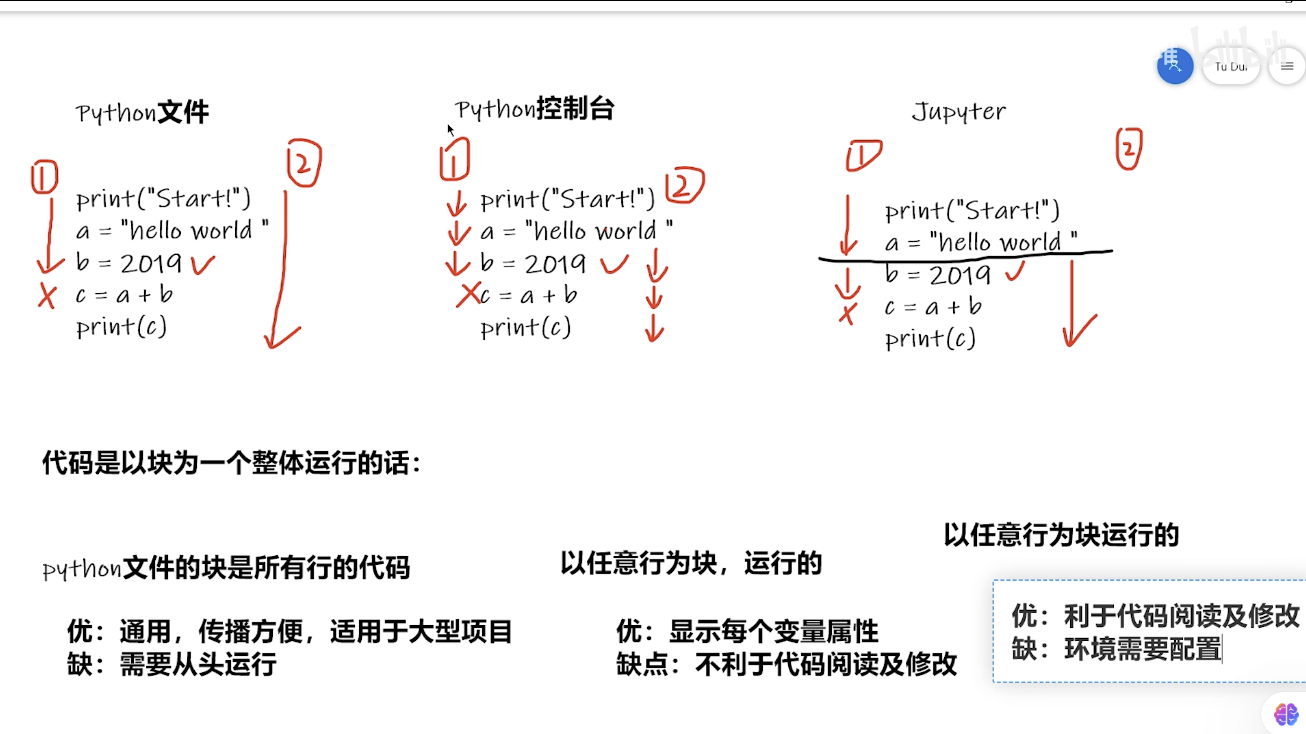 bilibili
Tu Dui
Python文件
① ②
print("Start!")
a = "hello world "
b = 2019 ✓
× c = a + b
print(c)
Python控制台
① ②
print("Start!")
a = "hello world "
b = 2019 ✓
×c = a + b
print(c)
Jupyter
① ②
print("Start!")
a = "hello world "
b = 2019 ✓
× c = a + b
print(c)
代码是以块为一个整体运行的话：
python文件的块是所有行的代码
优：通用，传播方便，适用于大型项目
缺：需要从头运行
以任意行为块，运行的
优：显示每个变量属性
缺点：不利于代码阅读及修改
以任意行为块运行的
优：利于代码阅读及修改
缺：环境需要配置